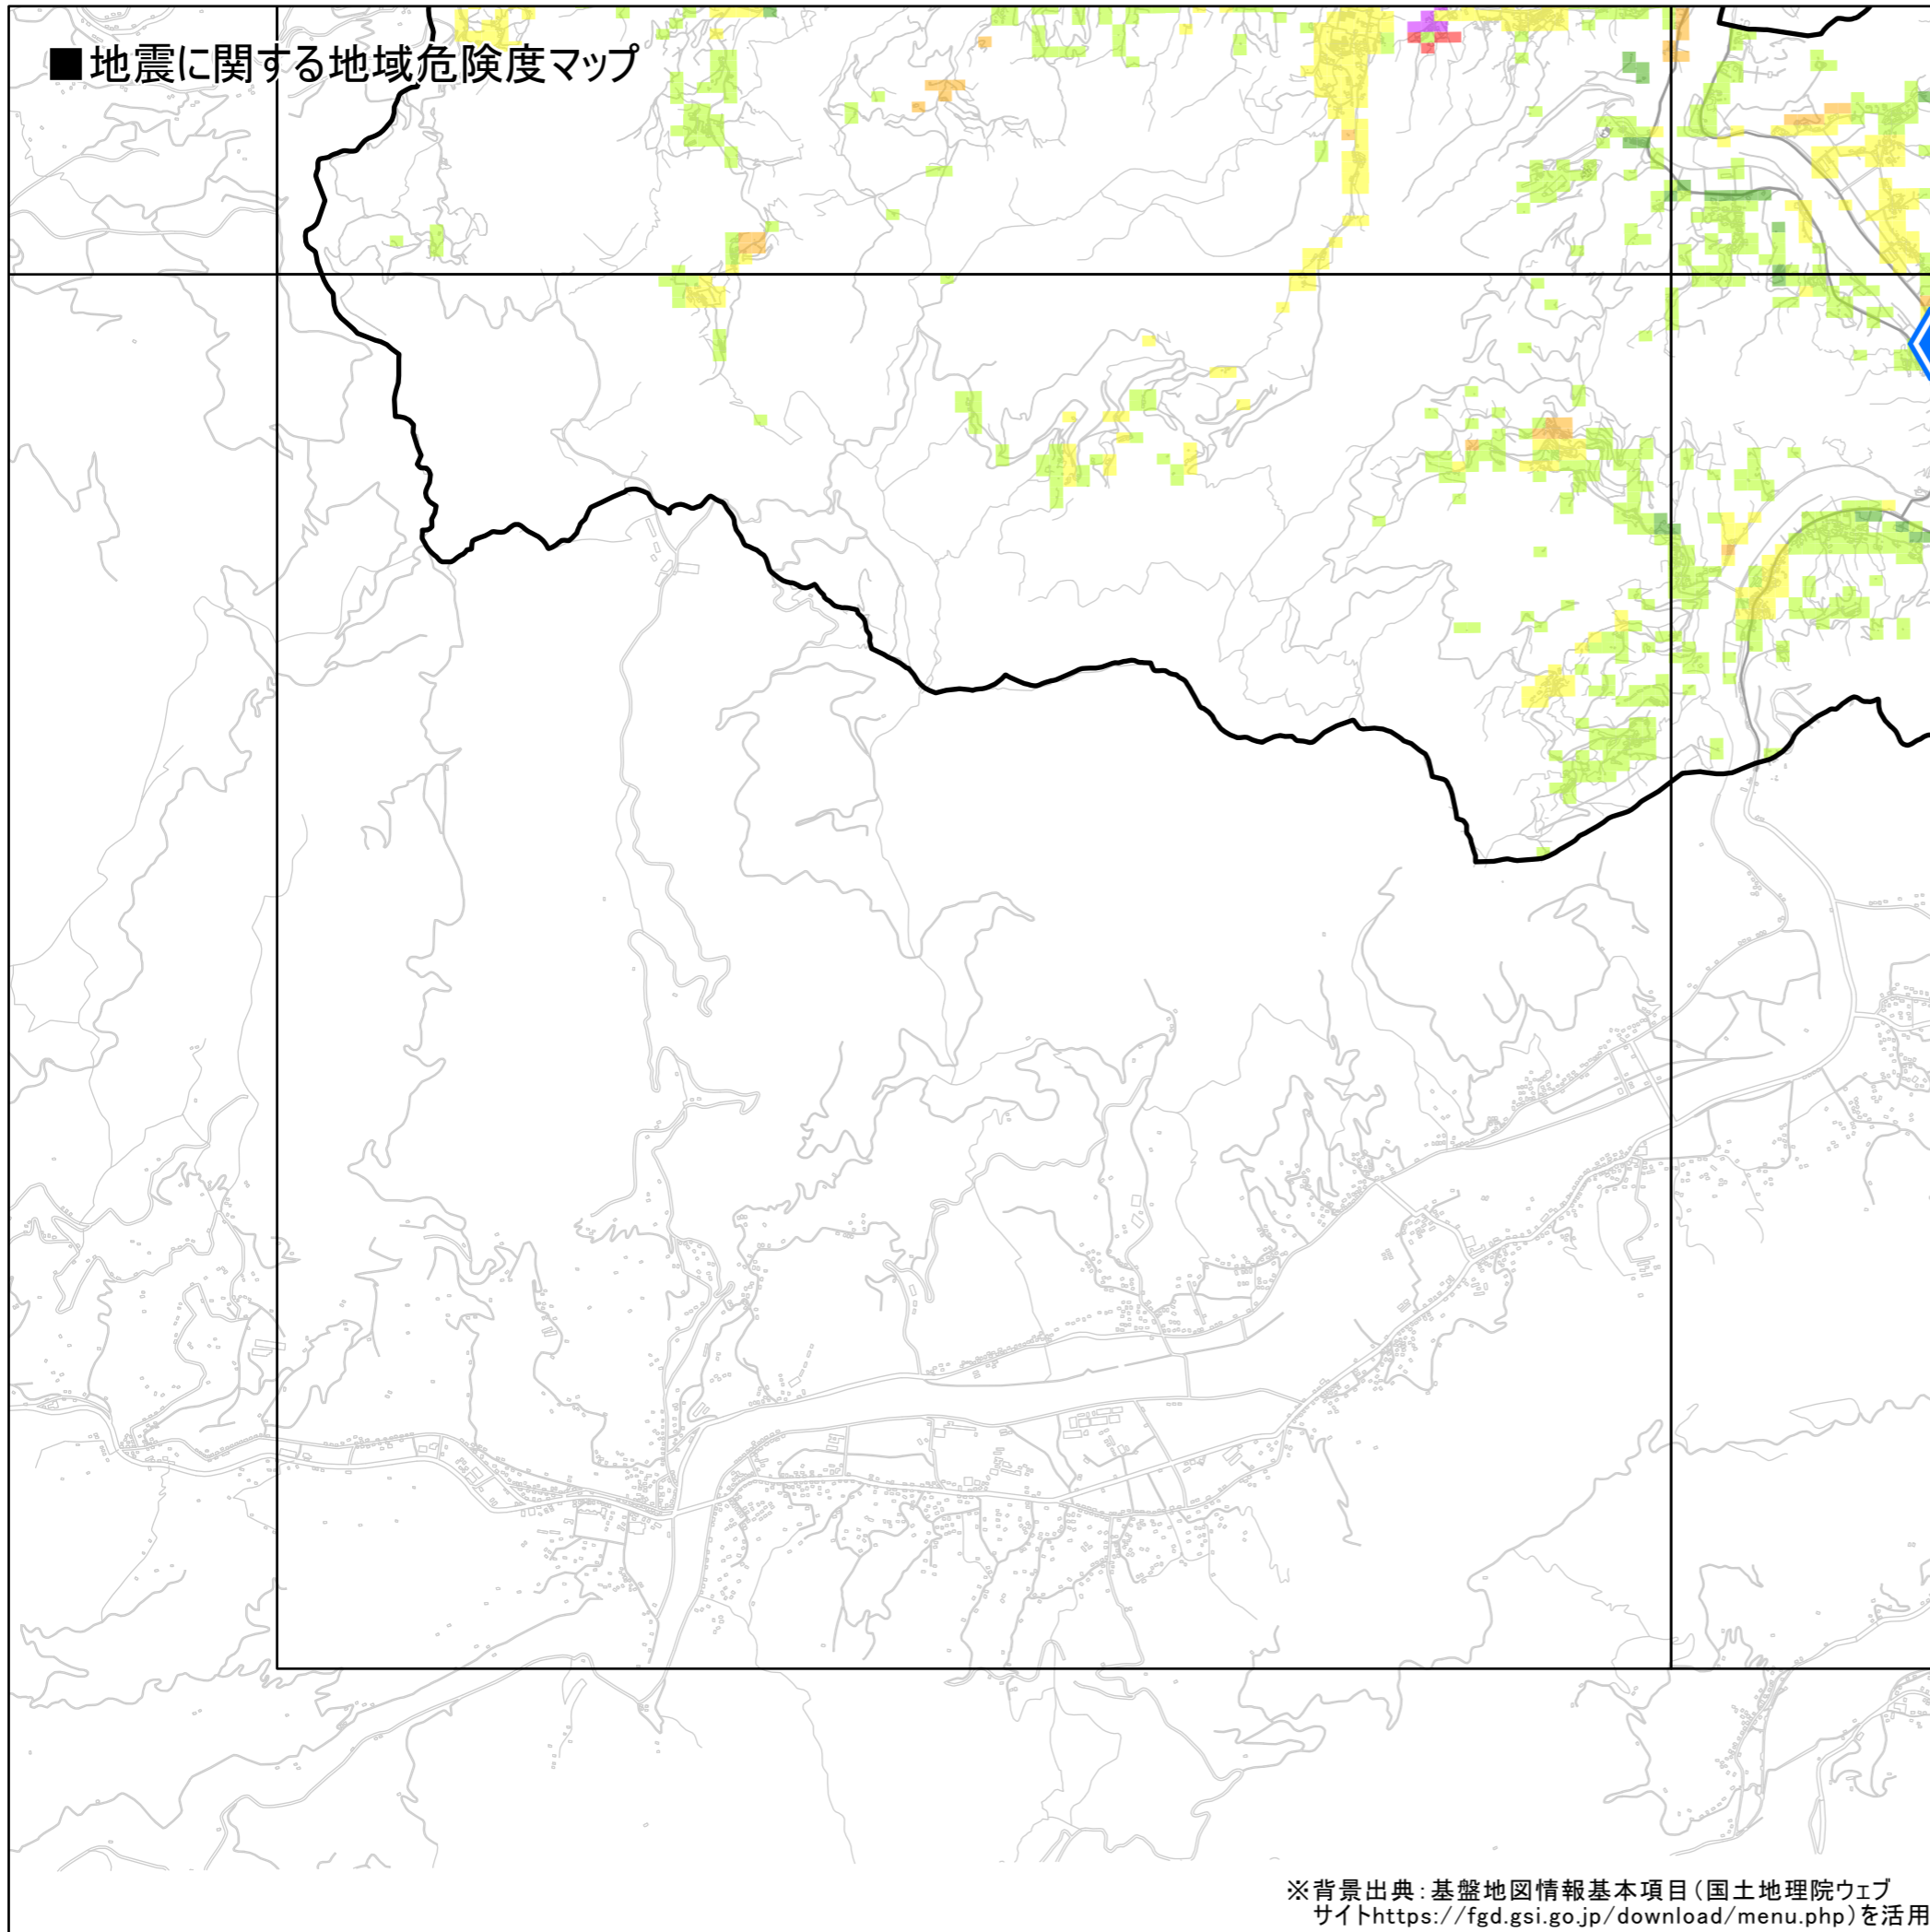 ■地震に関する地域危険度マップ
※背景出典：基盤地図情報基本項目（国土地理院ウェブ
サイトhttps://fgd.gsi.go.jp/download/menu.php）を活用